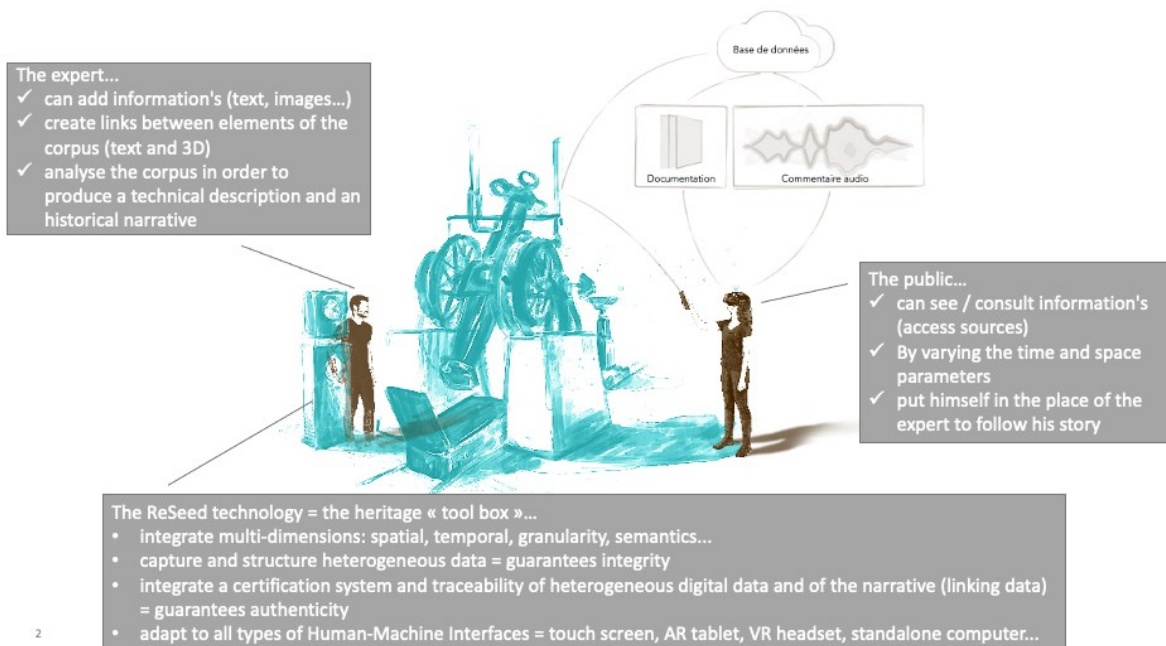 Base de données
Documentation
Commentaire audio
The expert...
✓ can add information's (text, images...)
✓ create links between elements of the
corpus (text and 3D)
✓ analyse the corpus in order to
produce a technical description and an
historical narrative
The public...
✓ can see / consult information's
(access sources)
✓ By varying the time and space
parameters
✓ put himself in the place of the
expert to follow his story
The ReSeed technology = the heritage « tool box »...
• integrate multi-dimensions: spatial, temporal, granularity, semantics...
• capture and structure heterogeneous data = guarantees integrity
• integrate a certification system and traceability of heterogeneous digital data and of the narrative (linking data)
= guarantees authenticity
• adapt to all types of Human-Machine Interfaces = touch screen, AR tablet, VR headset, standalone computer...
2